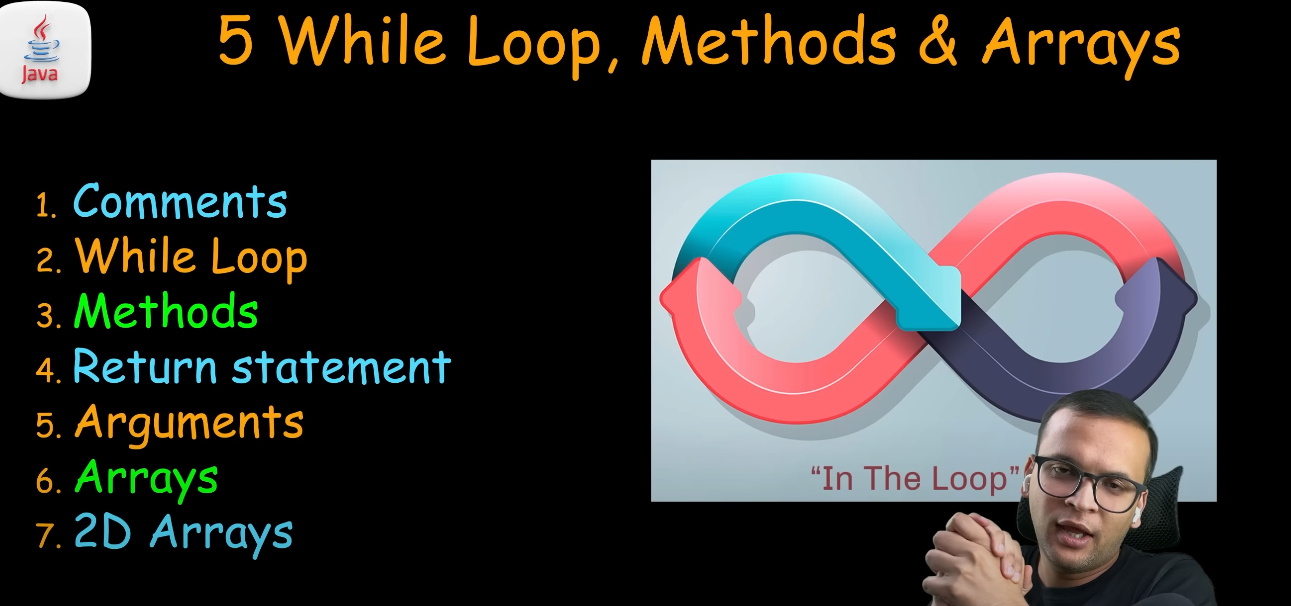 Java
5 While Loop, Methods & Arrays
1. Comments
2. While Loop
3. Methods
4. Return statement
5. Arguments
6. Arrays
7. 2D Arrays
“In The Loop”